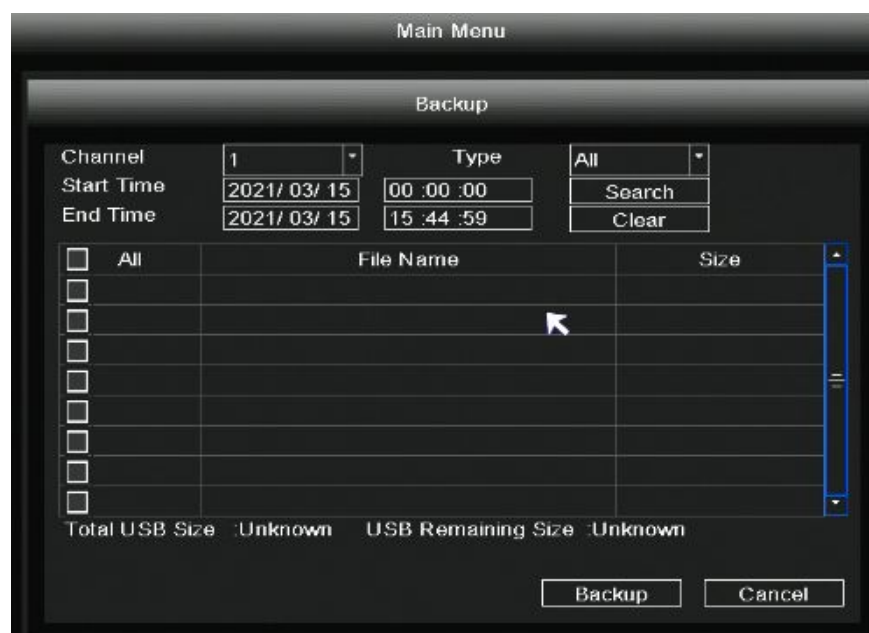 Main Menu
Backup
Channel 1 Type All
Start Time 2021/ 03/ 15 00 :00 :00 Search
End Time 2021/ 03/ 15 15 :44 :59 Clear
All File Name Size
Total USB Size :Unknown USB Remaining Size :Unknown
Backup Cancel